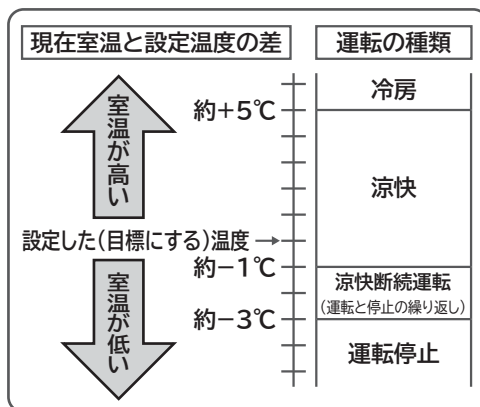 現在室温と設定温度の差
運転の種類
室温が高い
約+5℃
冷房
涼快
設定した(目標にする)温度→
約−1℃
涼快断続運転
(運転と停止の繰り返し)
室温が低い
約−3℃
運転停止